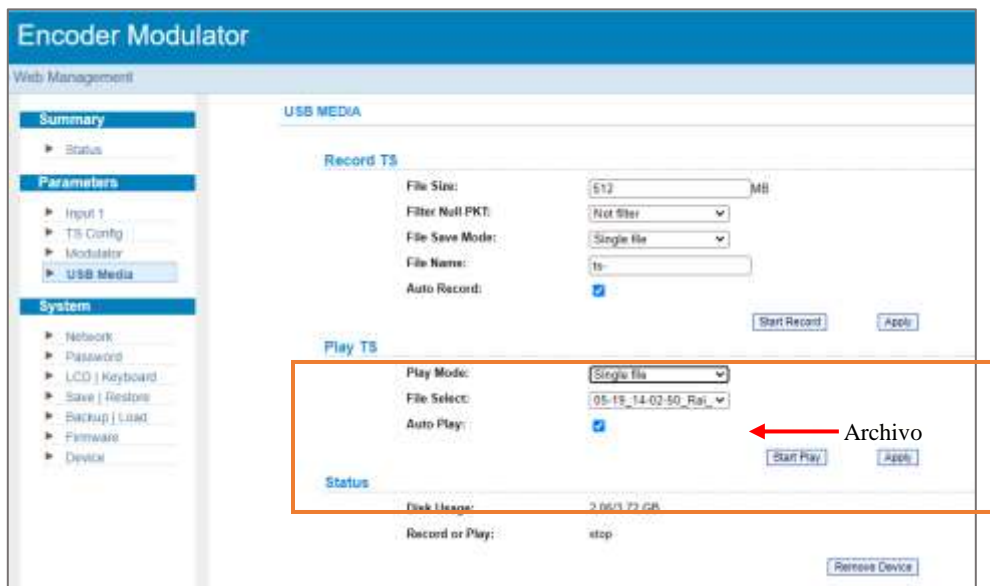 Encoder Modulator
Web Management
Summary
Status
Parameters
Input 1
TS Config
Modulator
USB Media
System
Network
Password
LCD | Keyboard
Save | Restore
Backup | Load
Firmware
Device
USB MEDIA
Record TS
File Size: 512 MB
Filter Null PKT: Not filter
File Save Mode: Single file
File Name: ts-
Auto Record:
Start Record Apply
Play TS
Play Mode: Single file
File Select: 05-19_14-02-50_Rai_
Auto Play:
Archivo
Start Play Apply
Status
Disk Usage: 2.06/3.72 GB
Record or Play: stop
Remove Device